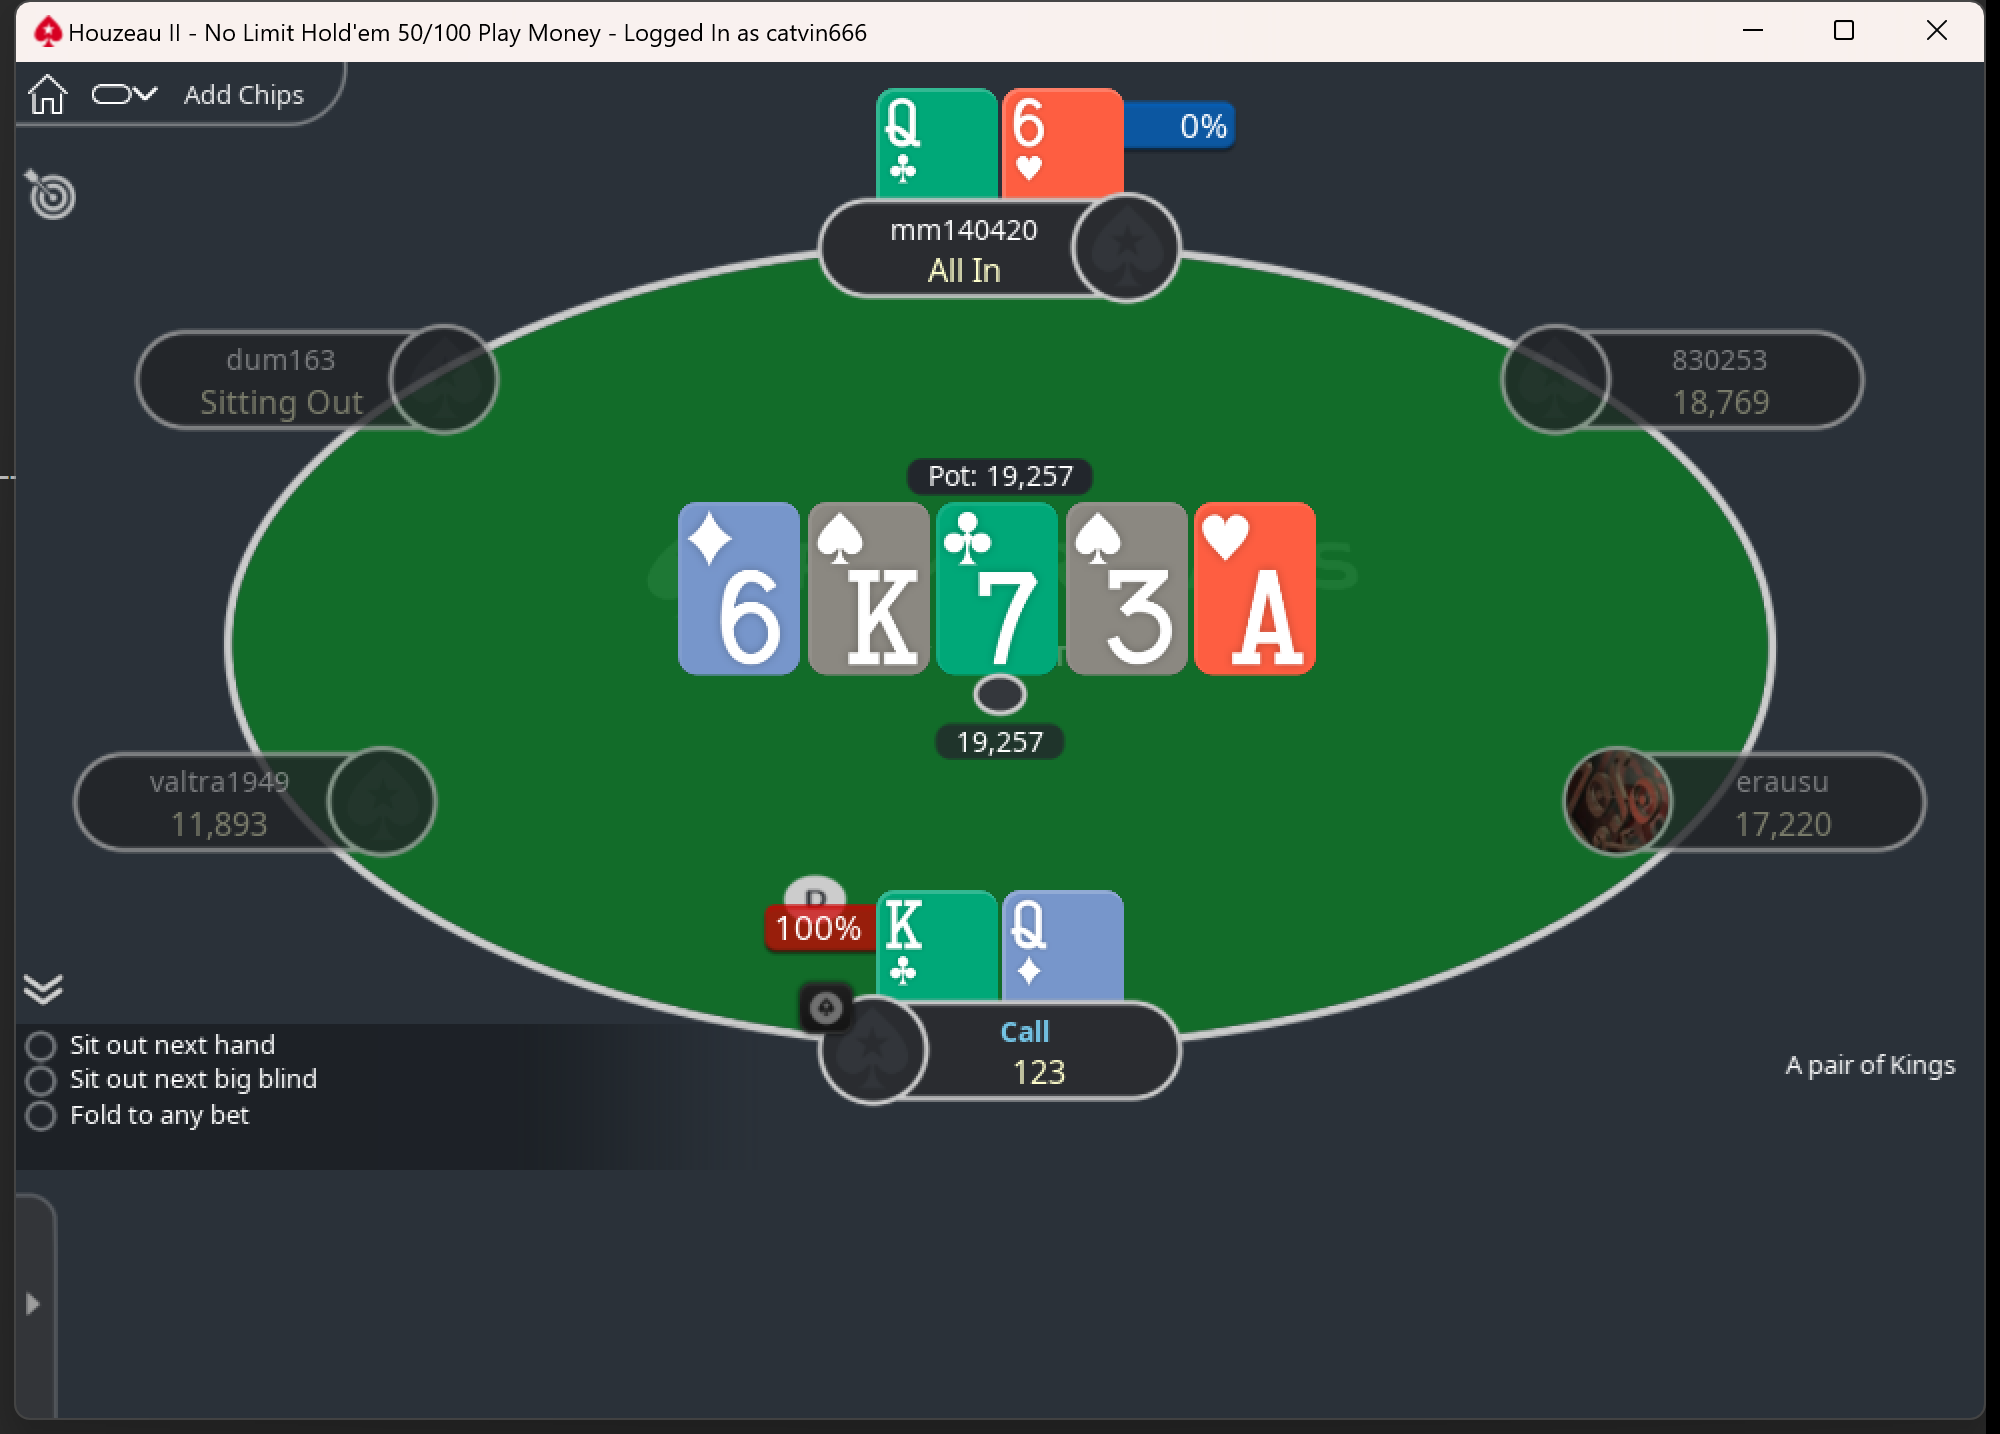 Houzeau II - No Limit Hold'em 50/100 Play Money - Logged In as catvin666
Add Chips
Q 6
0%
mm140420
All In
dum163
Sitting Out
830253
18,769
Pot: 19,257
6 K 7 3 A
19,257
valtra1949
11,893
erausu
17,220
D
100%
K Q
Call
123
Sit out next hand
Sit out next big blind
Fold to any bet
A pair of Kings